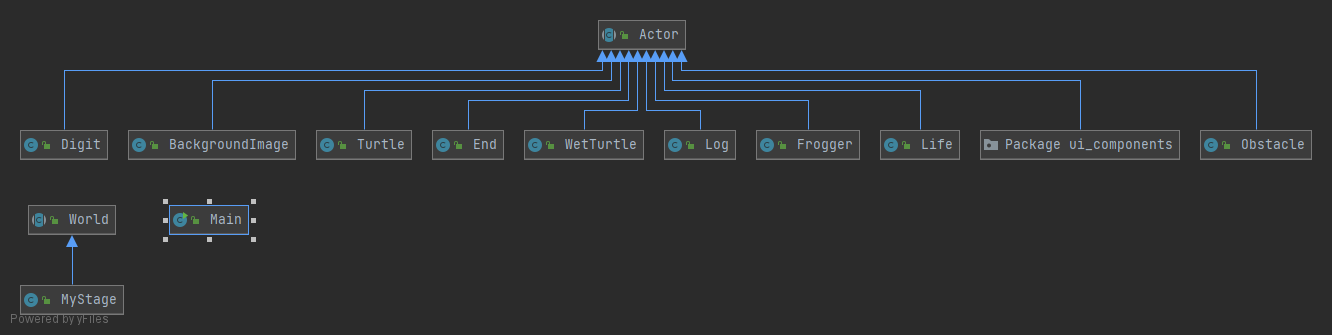 Actor
Digit
BackgroundImage
Turtle
End
WetTurtle
Log
Frogger
Life
Package ui_components
Obstacle
World
Main
MyStage
Powered by yFiles